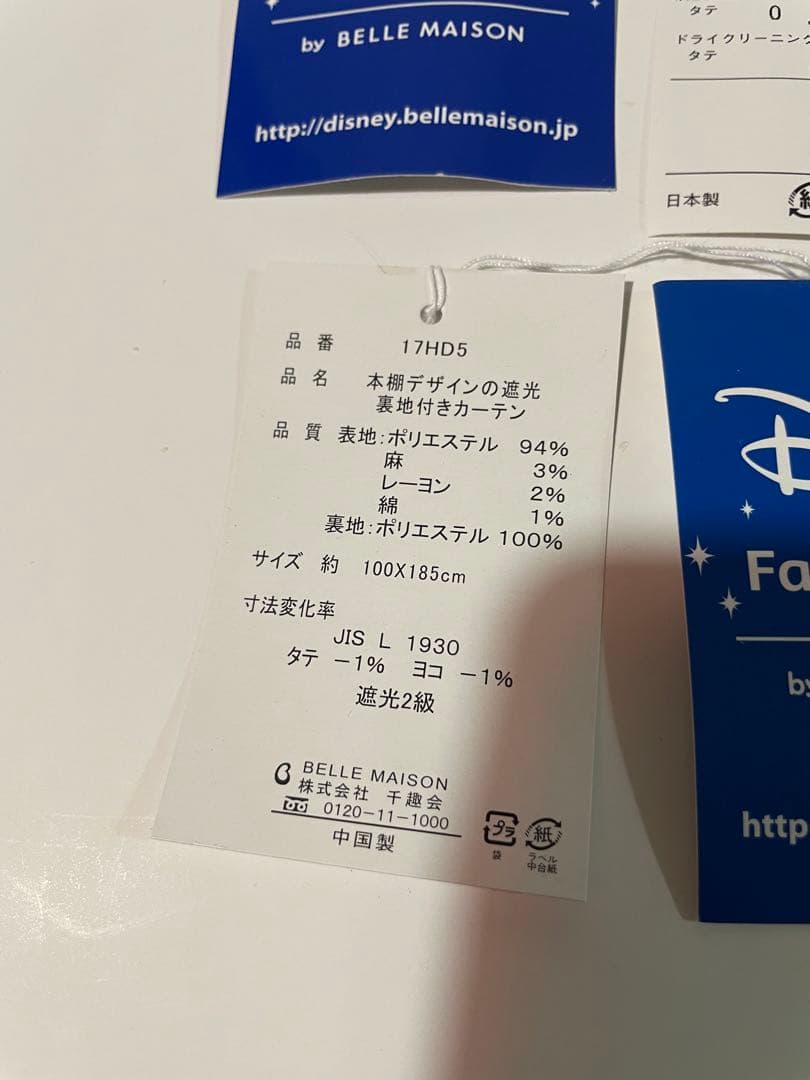 by BELLE MAISON
http://disney.bellemaison.jp
タテ 0
ドライクリーニング
タテ
日本製
品番 17HD5
品名 本棚デザインの遮光
裏地付きカーテン
品質 表地:ポリエステル 94%
麻 3%
レーヨン 2%
綿 1%
裏地:ポリエステル 100%
サイズ 約 100X185cm
寸法変化率
JIS L 1930
タテ -1% ヨコ -1%
遮光2級
BELLE MAISON
株式会社 千趣会
0120-11-1000
中国製
プラ
袋
紙
ラベル
中台紙
D
Fa
by
http